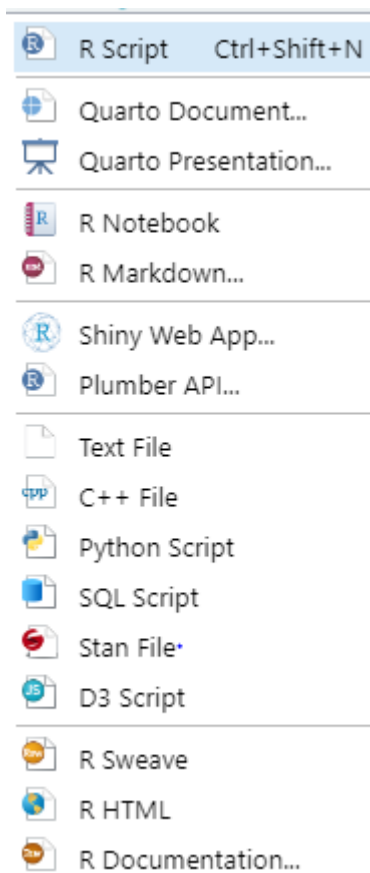 R Script Ctrl+Shift+N
Quarto Document...
Quarto Presentation...
R Notebook
R Markdown...
Shiny Web App...
Plumber API...
Text File
C++ File
Python Script
SQL Script
Stan File
D3 Script
R Sweave
R HTML
R Documentation...